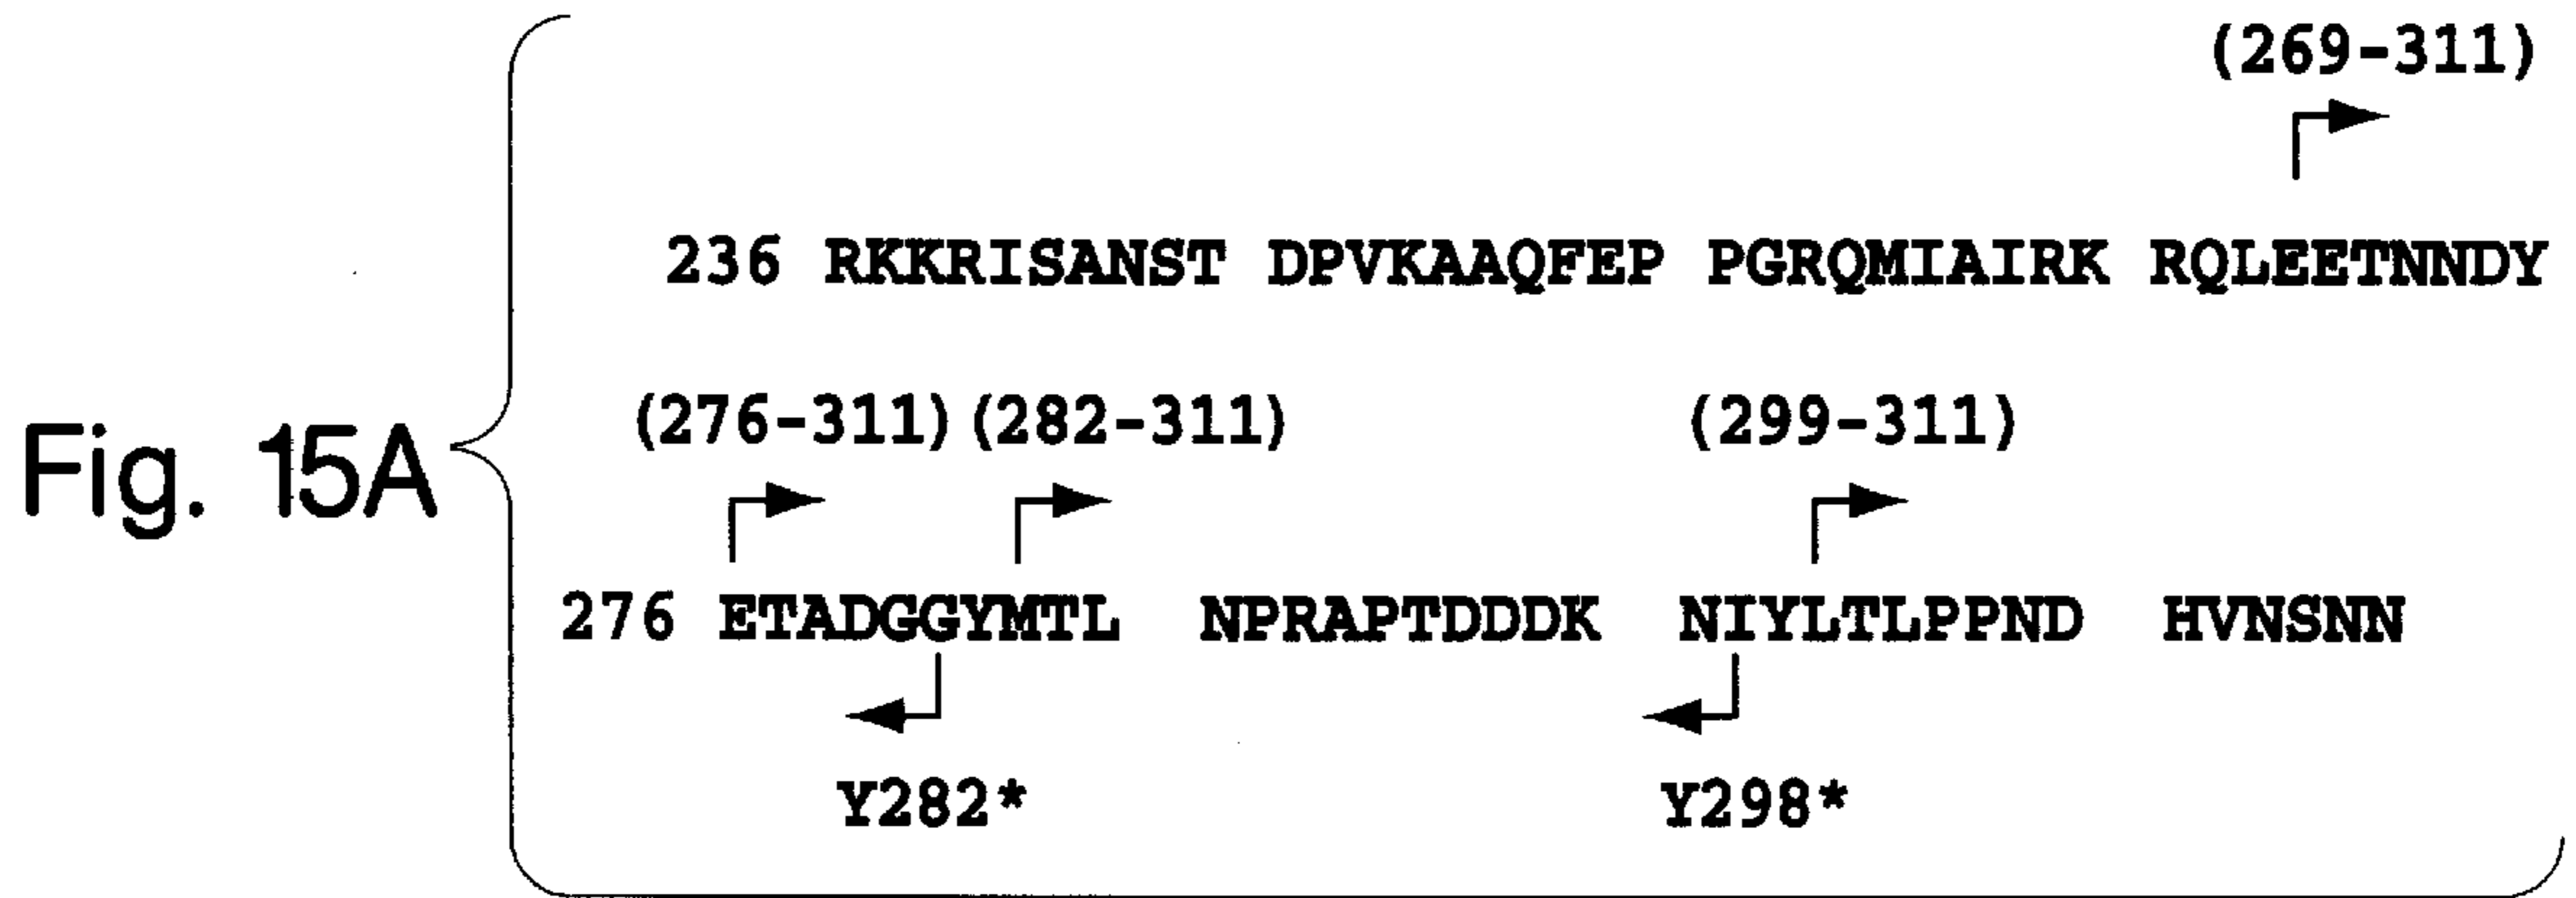 (269-311)
236 RKKRISANST DPVKAAQFEP PGRQMIAIRK RQLEETNNDY
(276-311) (282-311) (299-311)
Fig. 15A
276 ETADGGYMTL NPRAPTDDDK NIYLTLPPND HVNSNN
Y282* Y298*